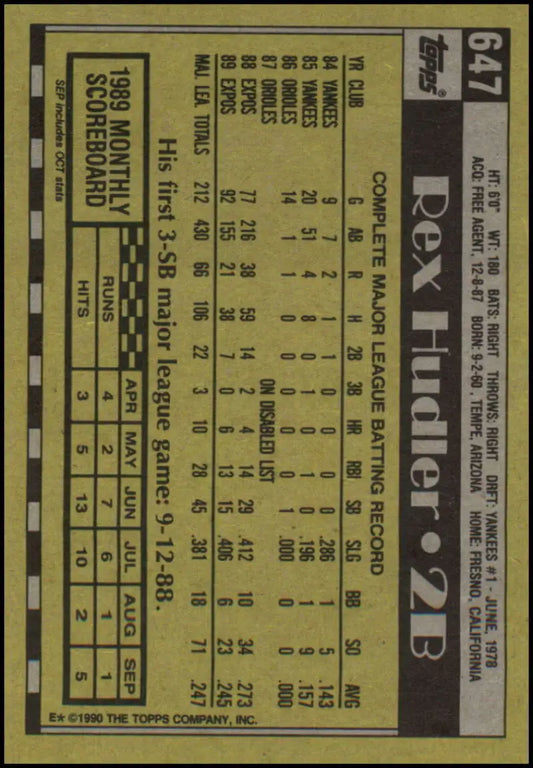 647
Topps®
Rex Hudler • 2B
HT: 6'0" WT: 180 BATS: RIGHT THROWS: RIGHT DRFT: YANKEES #1 - JUNE, 1978
ACQ: FREE AGENT, 12-8-87 BORN: 9-2-60 , TEMPE, ARIZONA HOME: FRESNO, CALIFORNIA
COMPLETE MAJOR LEAGUE BATTING RECORD
YR CLUB G AB R H 2B 3B HR RBI SB SLG BB SO AVG
84 YANKEES 9 7 2 1 1 0 0 0 0 .286 1 5 .143
85 YANKEES 20 51 4 8 0 1 0 1 0 .196 1 9 .157
86 ORIOLES 14 1 1 0 0 0 0 0 1 .000 0 0 .000
87 ORIOLES ON DISABLED LIST
88 EXPOS 77 216 38 59 14 2 4 14 29 .412 10 34 .273
89 EXPOS 92 155 21 38 7 0 6 13 15 .406 6 23 .245
MAJ. LEA. TOTALS 212 430 66 106 22 3 10 28 45 .381 18 71 .247
His first 3-SB major league game: 9-12-88.
1989 MONTHLY
SCOREBOARD
APR MAY JUN JUL AUG SEP
RUNS 4 2 7 6 1 1
HITS 3 5 13 10 2 5
SEP includes OCT stats
E★ ©1990 THE TOPPS COMPANY, INC.